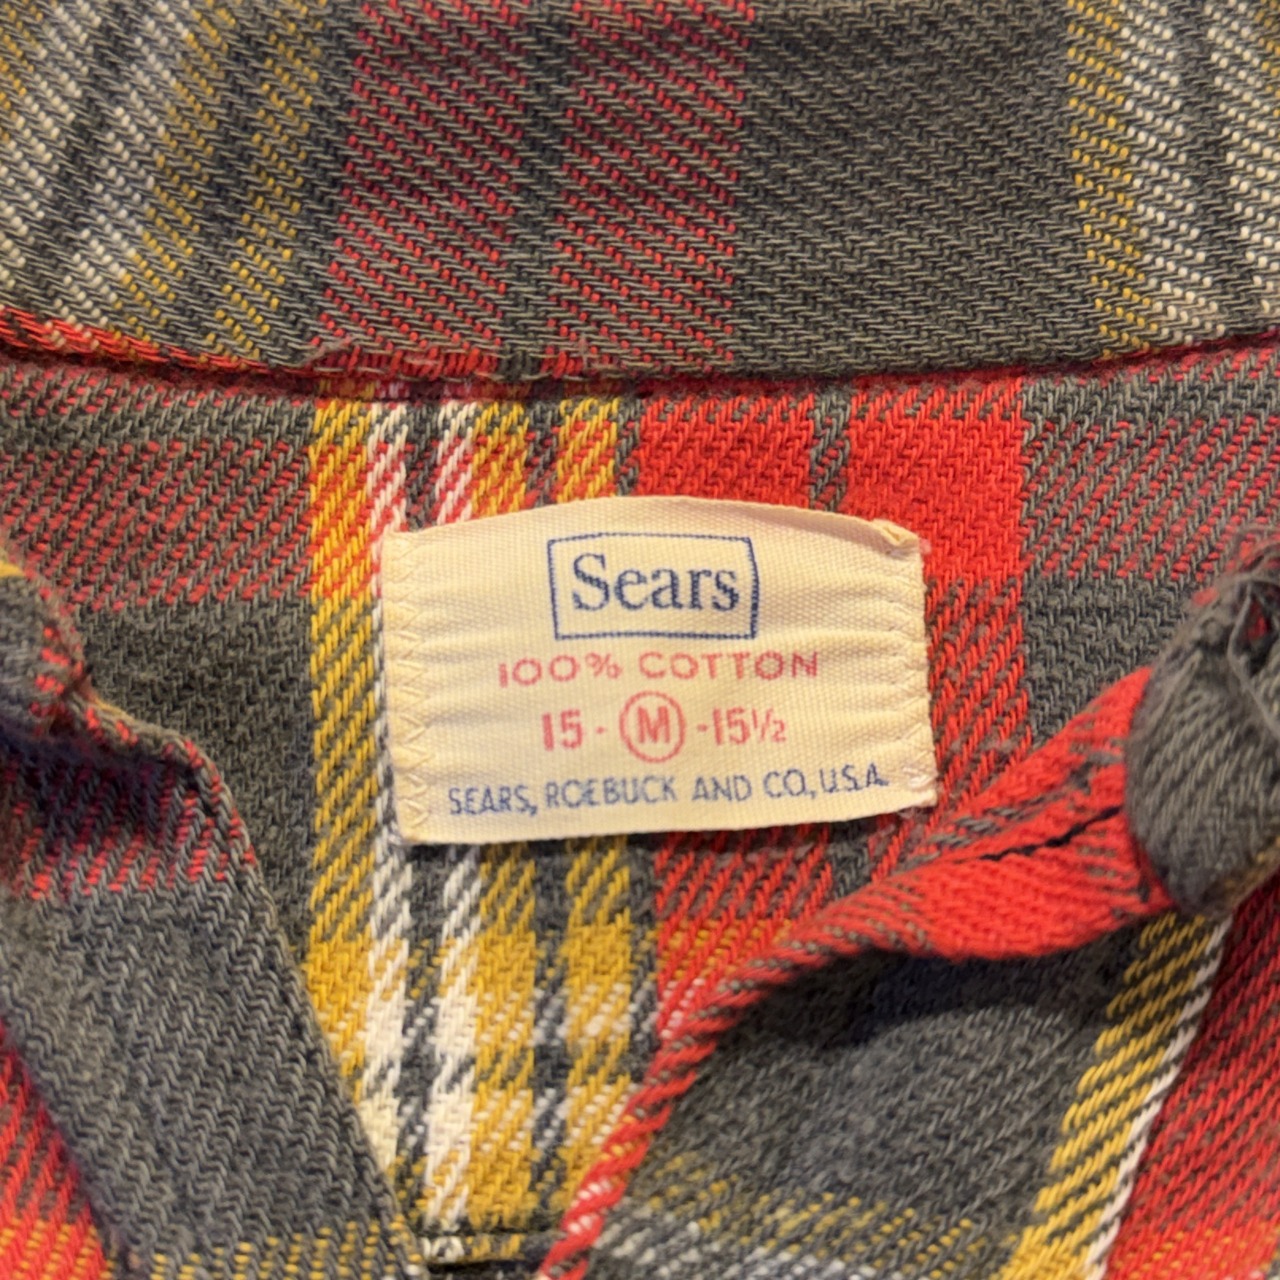 Sears
100% COTTON
15 - M - 15½
SEARS, ROEBUCK AND CO., U.S.A.